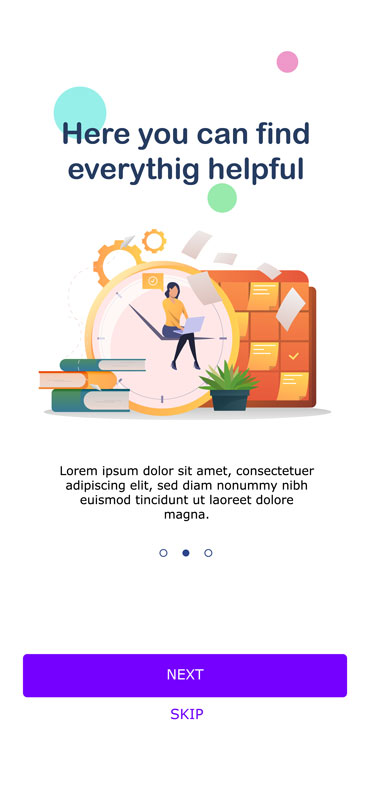 Here you can find
everythig helpful
Lorem ipsum dolor sit amet, consectetuer
adipiscing elit, sed diam nonummy nibh
euismod tincidunt ut laoreet dolore
magna.
NEXT
SKIP